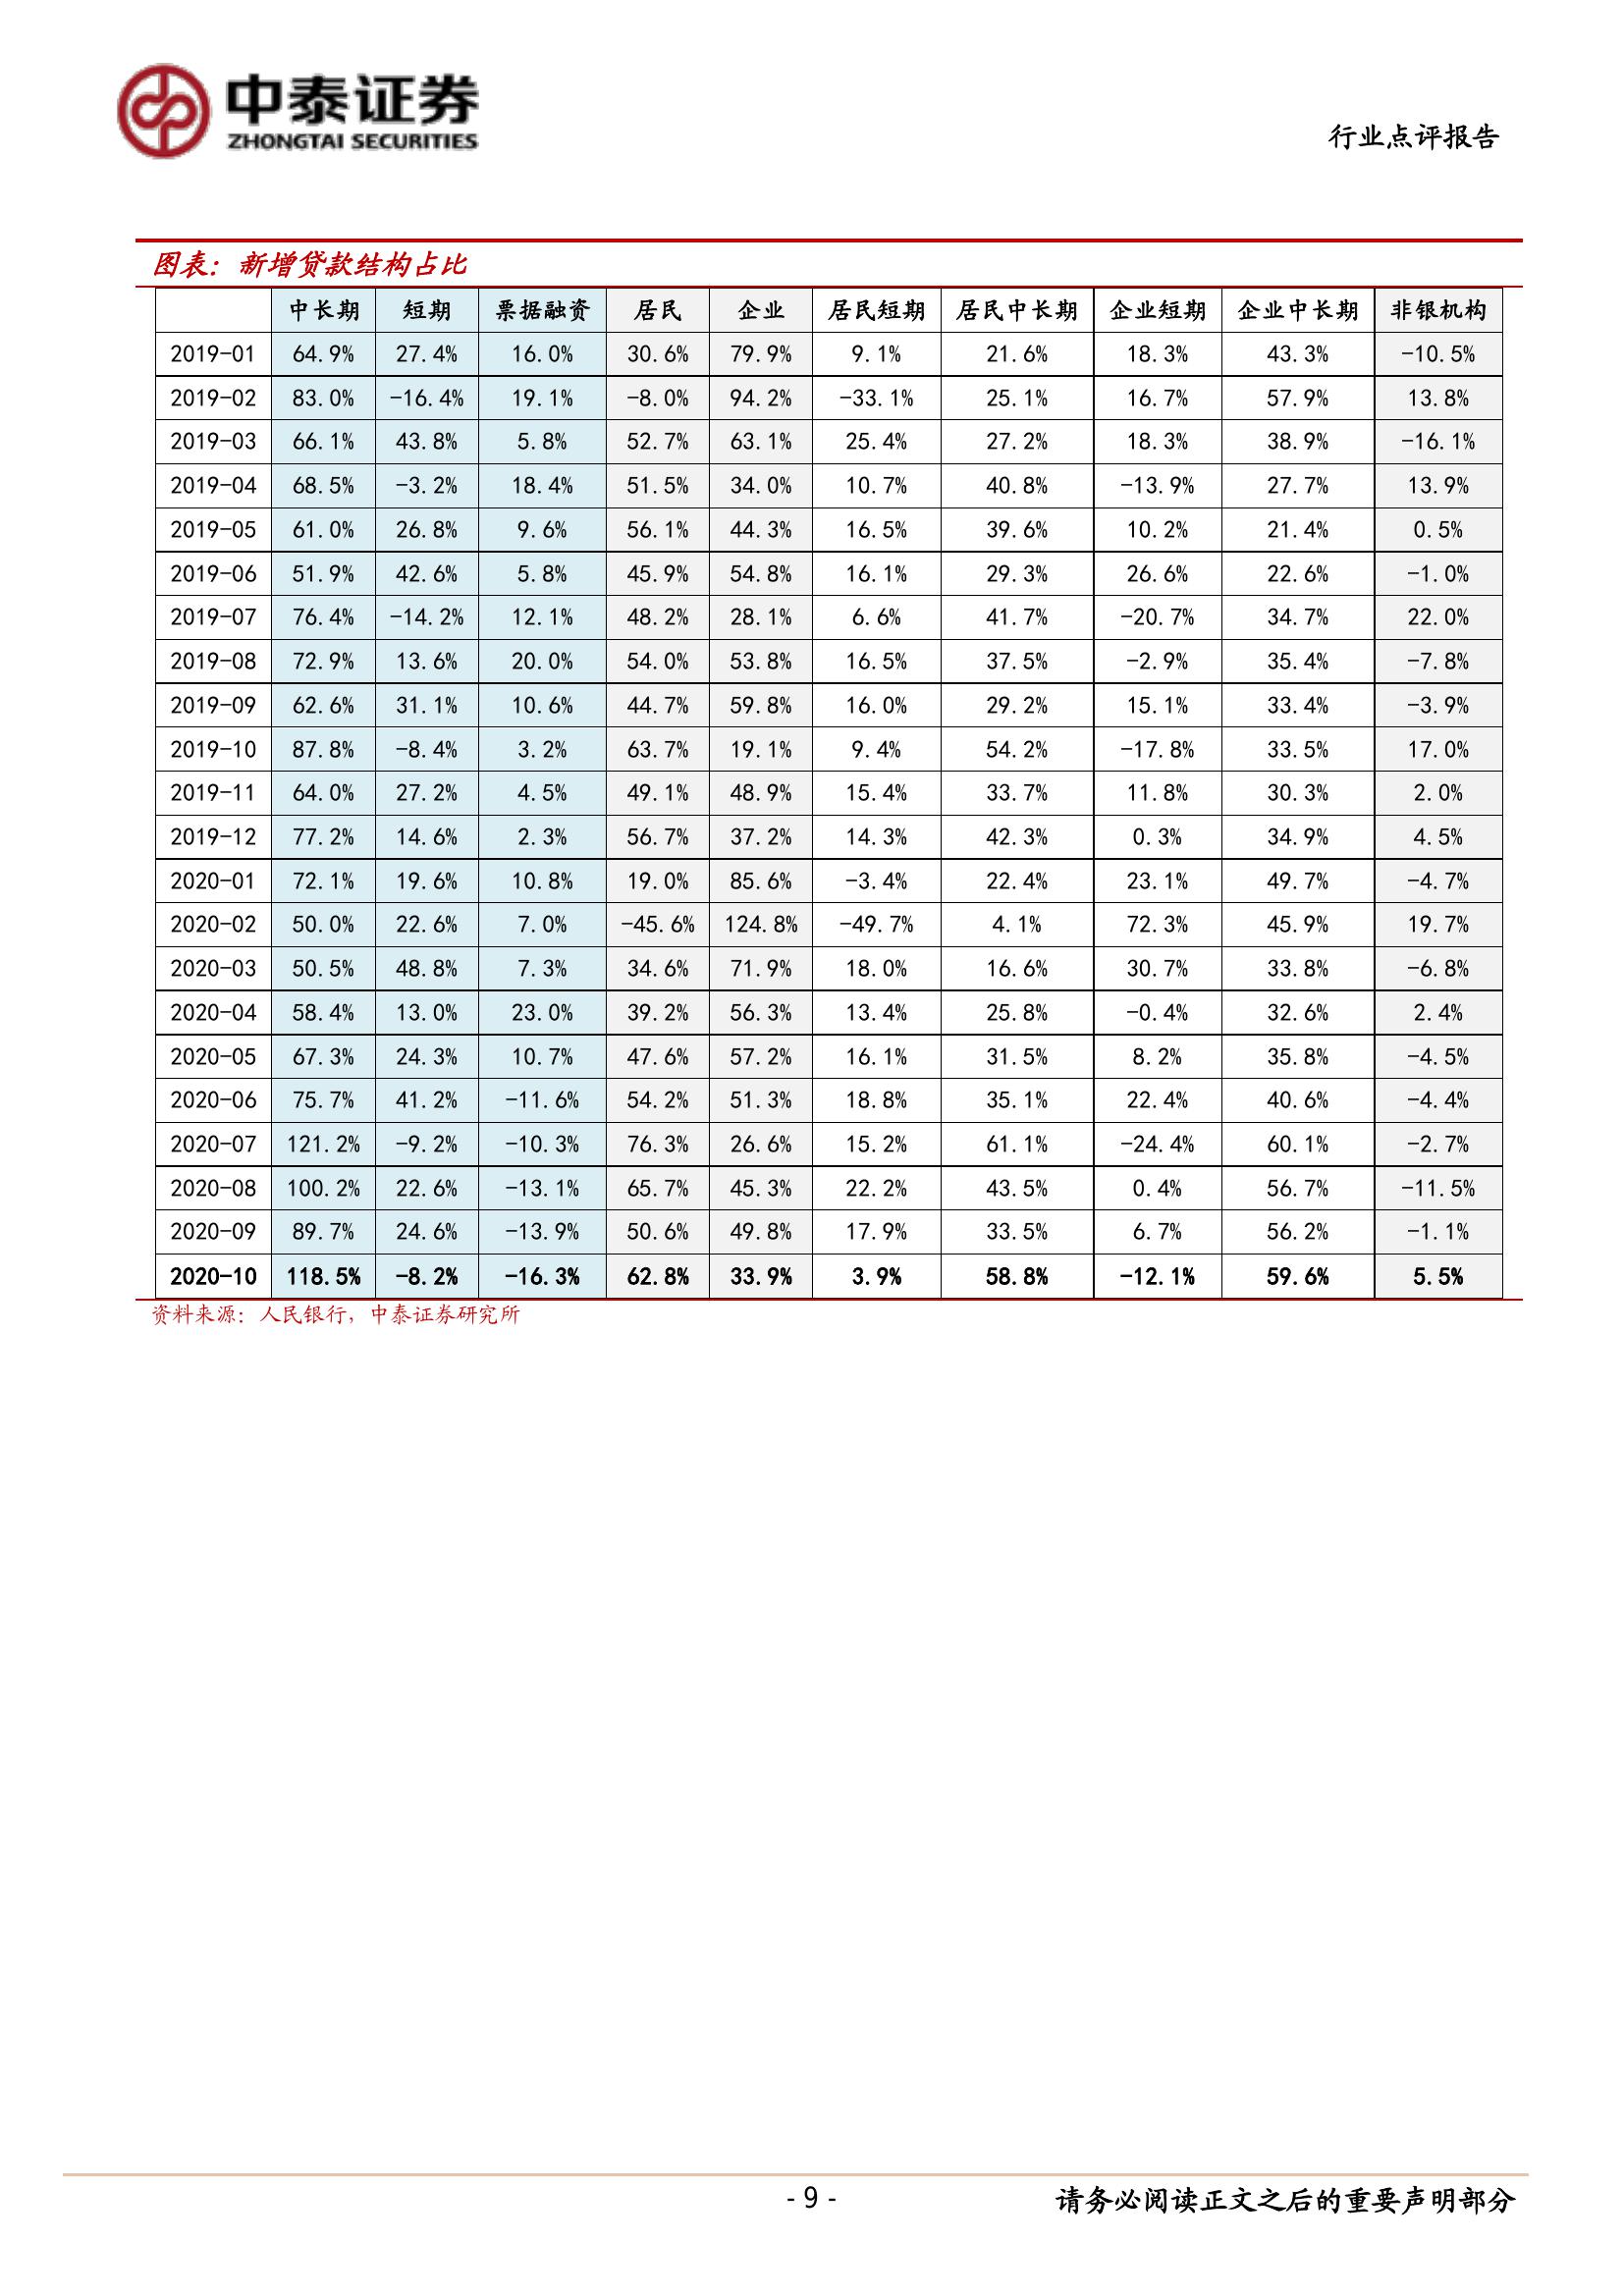 中泰证券
ZHONGTAI SECURITIES
行业点评报告
图表：新增贷款结构占比
中长期 短期 票据融资 居民 企业 居民短期 居民中长期 企业短期 企业中长期 非银机构
2019-01 64.9% 27.4% 16.0% 30.6% 79.9% 9.1% 21.6% 18.3% 43.3% -10.5%
2019-02 83.0% -16.4% 19.1% -8.0% 94.2% -33.1% 25.1% 16.7% 57.9% 13.8%
2019-03 66.1% 43.8% 5.8% 52.7% 63.1% 25.4% 27.2% 18.3% 38.9% -16.1%
2019-04 68.5% -3.2% 18.4% 51.5% 34.0% 10.7% 40.8% -13.9% 27.7% 13.9%
2019-05 61.0% 26.8% 9.6% 56.1% 44.3% 16.5% 39.6% 10.2% 21.4% 0.5%
2019-06 51.9% 42.6% 5.8% 45.9% 54.8% 16.1% 29.3% 26.6% 22.6% -1.0%
2019-07 76.4% -14.2% 12.1% 48.2% 28.1% 6.6% 41.7% -20.7% 34.7% 22.0%
2019-08 72.9% 13.6% 20.0% 54.0% 53.8% 16.5% 37.5% -2.9% 35.4% -7.8%
2019-09 62.6% 31.1% 10.6% 44.7% 59.8% 16.0% 29.2% 15.1% 33.4% -3.9%
2019-10 87.8% -8.4% 3.2% 63.7% 19.1% 9.4% 54.2% -17.8% 33.5% 17.0%
2019-11 64.0% 27.2% 4.5% 49.1% 48.9% 15.4% 33.7% 11.8% 30.3% 2.0%
2019-12 77.2% 14.6% 2.3% 56.7% 37.2% 14.3% 42.3% 0.3% 34.9% 4.5%
2020-01 72.1% 19.6% 10.8% 19.0% 85.6% -3.4% 22.4% 23.1% 49.7% -4.7%
2020-02 50.0% 22.6% 7.0% -45.6% 124.8% -49.7% 4.1% 72.3% 45.9% 19.7%
2020-03 50.5% 48.8% 7.3% 34.6% 71.9% 18.0% 16.6% 30.7% 33.8% -6.8%
2020-04 58.4% 13.0% 23.0% 39.2% 56.3% 13.4% 25.8% -0.4% 32.6% 2.4%
2020-05 67.3% 24.3% 10.7% 47.6% 57.2% 16.1% 31.5% 8.2% 35.8% -4.5%
2020-06 75.7% 41.2% -11.6% 54.2% 51.3% 18.8% 35.1% 22.4% 40.6% -4.4%
2020-07 121.2% -9.2% -10.3% 76.3% 26.6% 15.2% 61.1% -24.4% 60.1% -2.7%
2020-08 100.2% 22.6% -13.1% 65.7% 45.3% 22.2% 43.5% 0.4% 56.7% -11.5%
2020-09 89.7% 24.6% -13.9% 50.6% 49.8% 17.9% 33.5% 6.7% 56.2% -1.1%
2020-10 118.5% -8.2% -16.3% 62.8% 33.9% 3.9% 58.8% -12.1% 59.6% 5.5%
资料来源：人民银行，中泰证券研究所
- 9 -
请务必阅读正文之后的重要声明部分